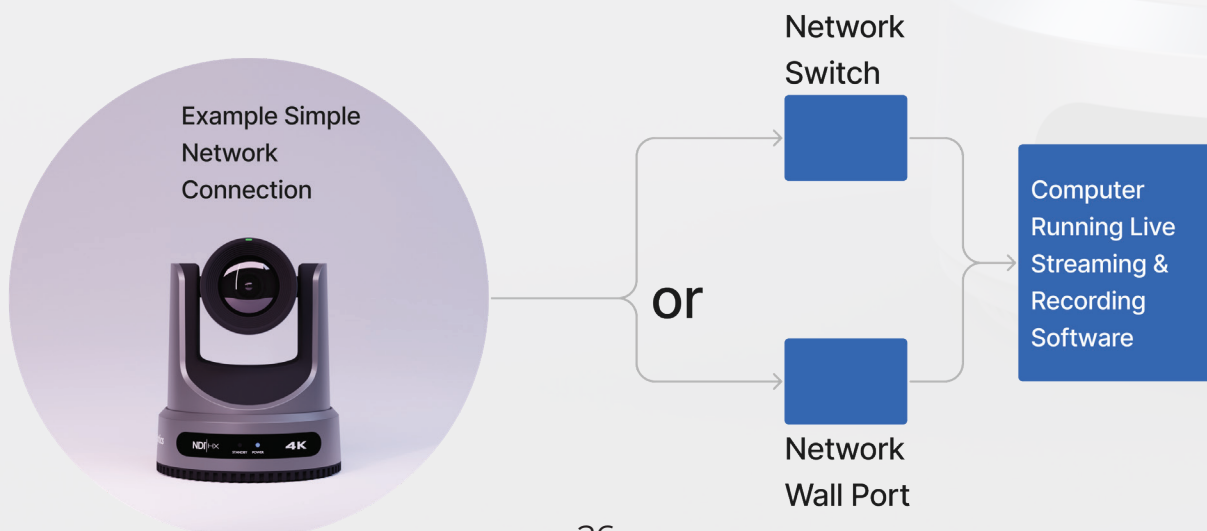 Example Simple
Network
Connection
NDI HX
STANDBY POWER
4K
or
Network
Switch
Network
Wall Port
Computer
Running Live
Streaming &
Recording
Software